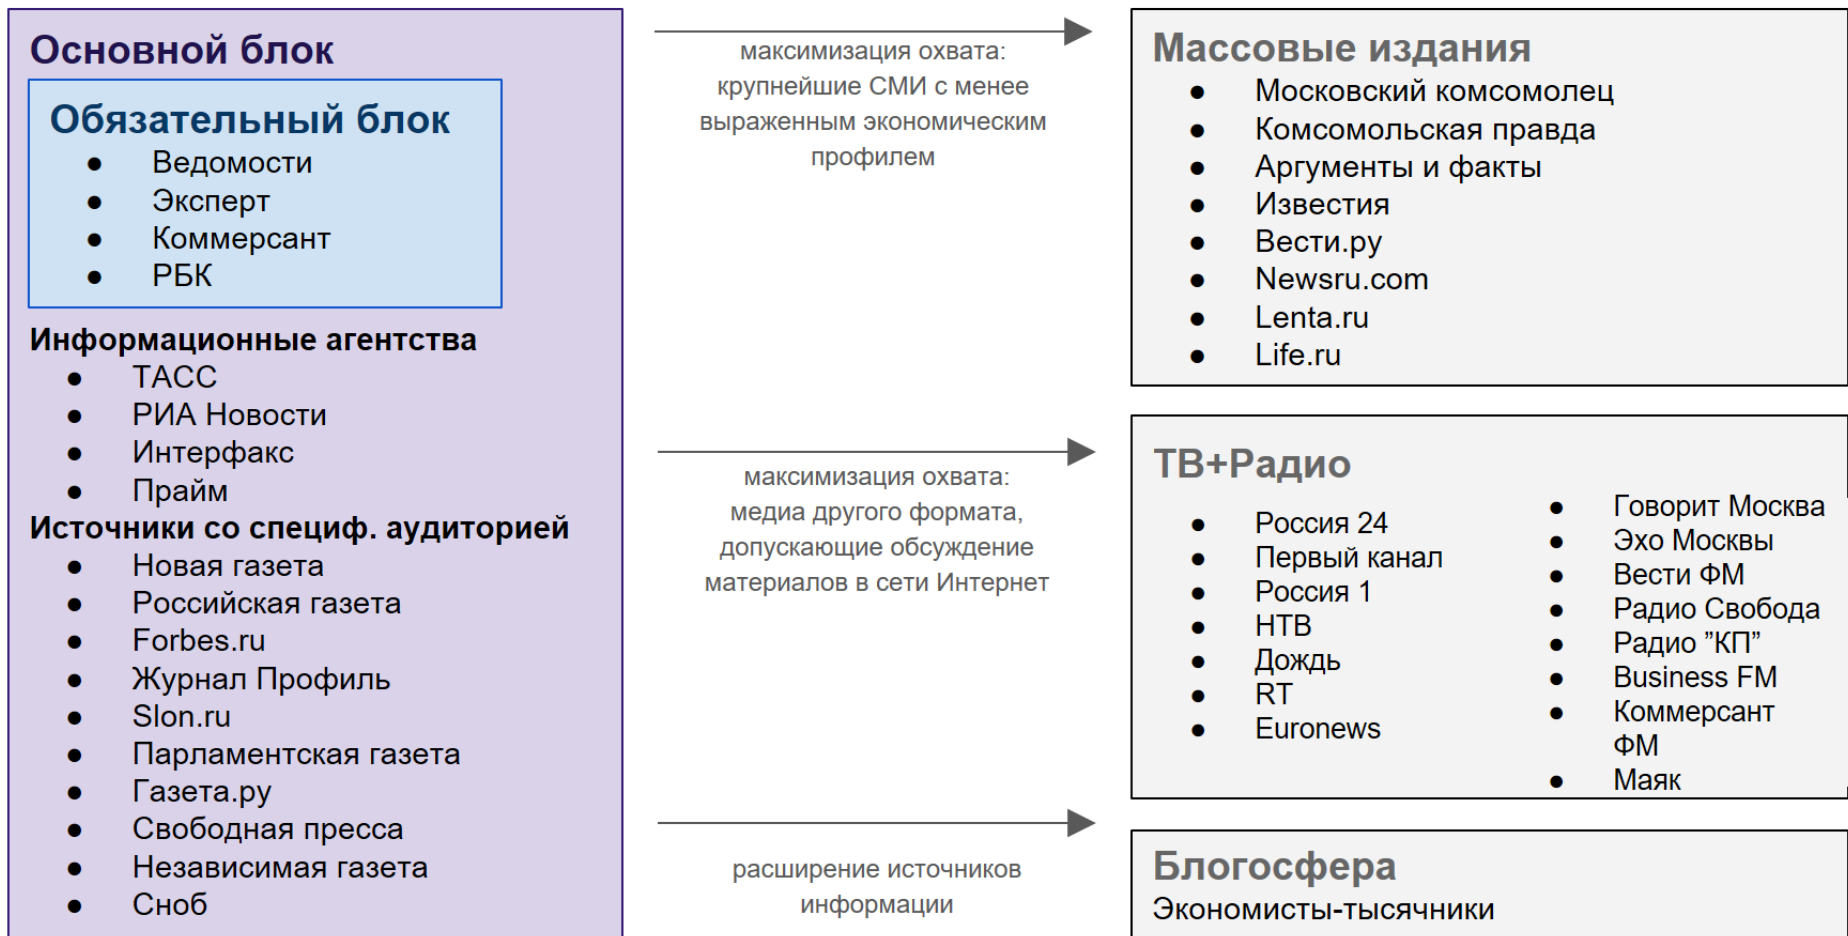 Основной блок
Обязательный блок
● Ведомости
● Эксперт
● Коммерсант
● РБК
Информационные агентства
● ТАСС
● РИА Новости
● Интерфакс
● Прайм
Источники со специф. аудиторией
● Новая газета
● Российская газета
● Forbes.ru
● Журнал Профиль
● Slon.ru
● Парламентская газета
● Газета.ру
● Свободная пресса
● Независимая газета
● Сноб
максимизация охвата:
крупнейшие СМИ с менее
выраженным экономическим
профилем
Массовые издания
● Московский комсомолец
● Комсомольская правда
● Аргументы и факты
● Известия
● Вести.ру
● Newsru.com
● Lenta.ru
● Life.ru
максимизация охвата:
медиа другого формата,
допускающие обсуждение
материалов в сети Интернет
ТВ+Радио
● Россия 24
● Первый канал
● Россия 1
● НТВ
● Дождь
● RT
● Euronews
● Говорит Москва
● Эхо Москвы
● Вести ФМ
● Радио Свобода
● Радио ”КП”
● Business FM
● Коммерсант
ФМ
● Маяк
расширение источников
информации
Блогосфера
Экономисты-тысячники